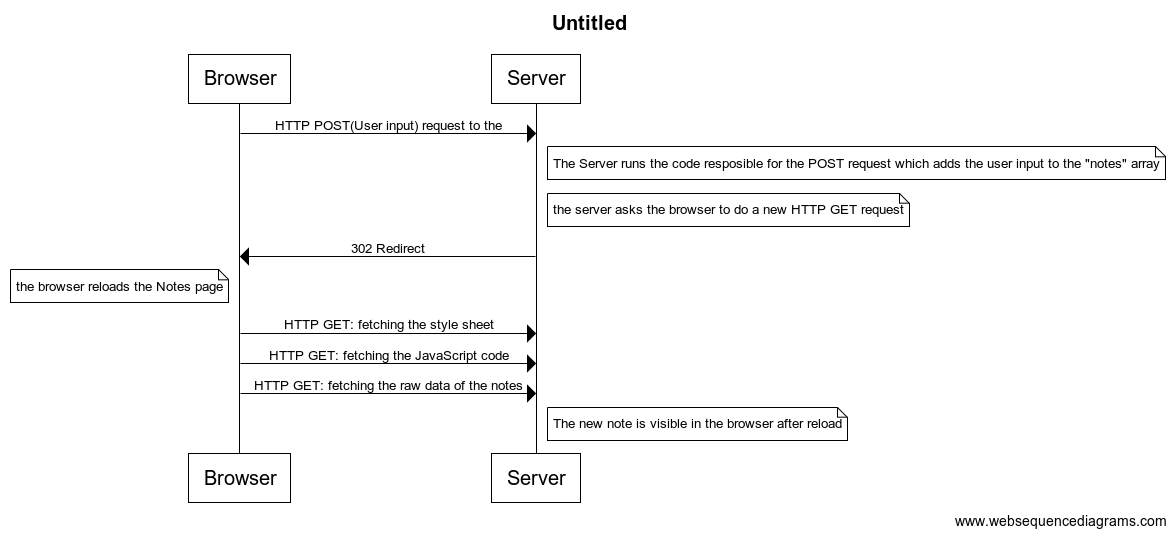 Untitled
Browser
Server
HTTP POST(User input) request to the
The Server runs the code resposible for the POST request which adds the user input to the "notes" array
the server asks the browser to do a new HTTP GET request
302 Redirect
the browser reloads the Notes page
HTTP GET: fetching the style sheet
HTTP GET: fetching the JavaScript code
HTTP GET: fetching the raw data of the notes
The new note is visible in the browser after reload
Browser
Server
www.websequencediagrams.com